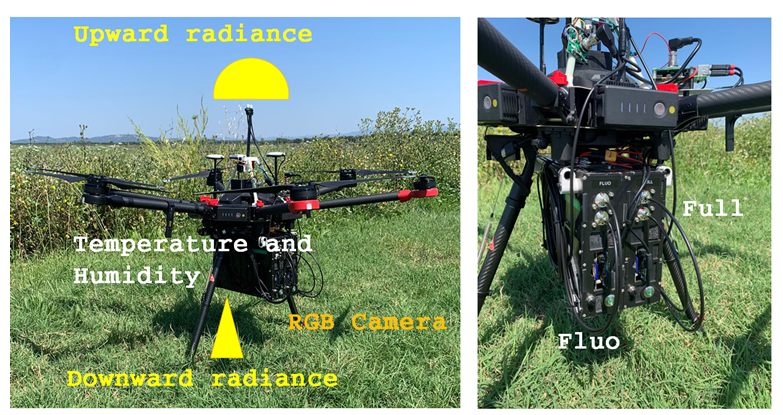 Upward radiance
Temperature and
Humidity
RGB Camera
Downward radiance
FLUO
Full
Fluo